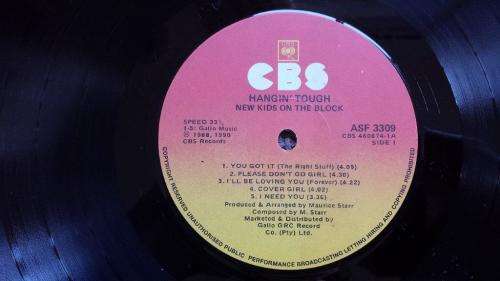 CBS
HANGIN' TOUGH
NEW KIDS ON THE BLOCK
SPEED 33⅓
1-5: Gallo Music
℗ 1988, 1990
CBS Records
ASF 3309
CBS 460874-1A
SIDE 1
1. YOU GOT IT (The Right Stuff) (4.09)
2. PLEASE DON'T GO GIRL (4.30)
3. I'LL BE LOVING YOU (Forever) (4.22)
4. COVER GIRL (4.02)
5. I NEED YOU (3.35)
Produced & Arranged by Maurice Starr
Composed by M. Starr
Marketed & Distributed by
Gallo GRC Record
Co. (Pty) Ltd.
COPYRIGHT RESERVED UNAUTHORISED PUBLIC PERFORMANCE BROADCASTING LETTING HIRING AND COPYING PROHIBITED